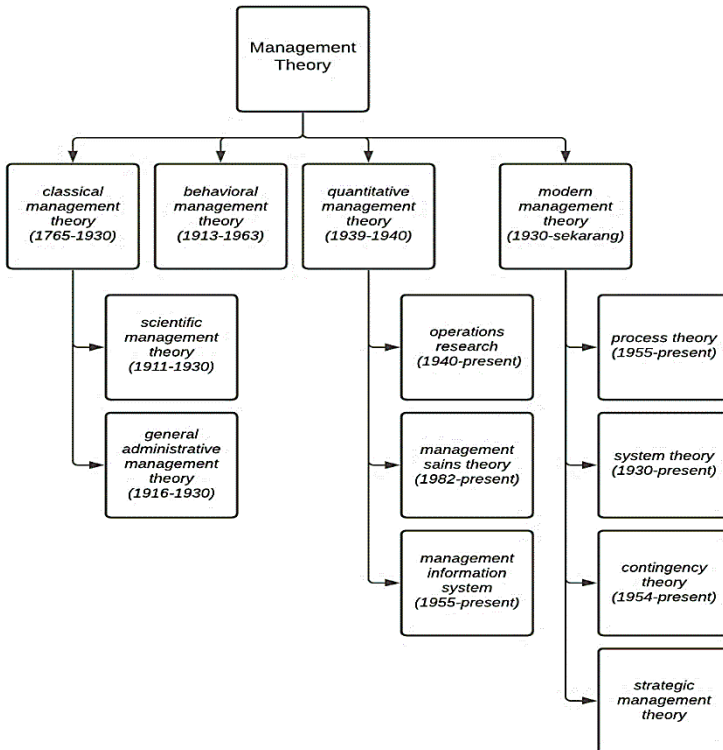 Management
Theory
classical
management
theory
(1765-1930)
behavioral
management
theory
(1913-1963)
quantitative
management
theory
(1939-1940)
modern
management
theory
(1930-sekarang)
scientific
management
theory
(1911-1930)
general
administrative
management
theory
(1916-1930)
operations
research
(1940-present)
management
sains theory
(1982-present)
management
information
system
(1955-present)
process theory
(1955-present)
system theory
(1930-present)
contingency
theory
(1954-present)
strategic
management
theory